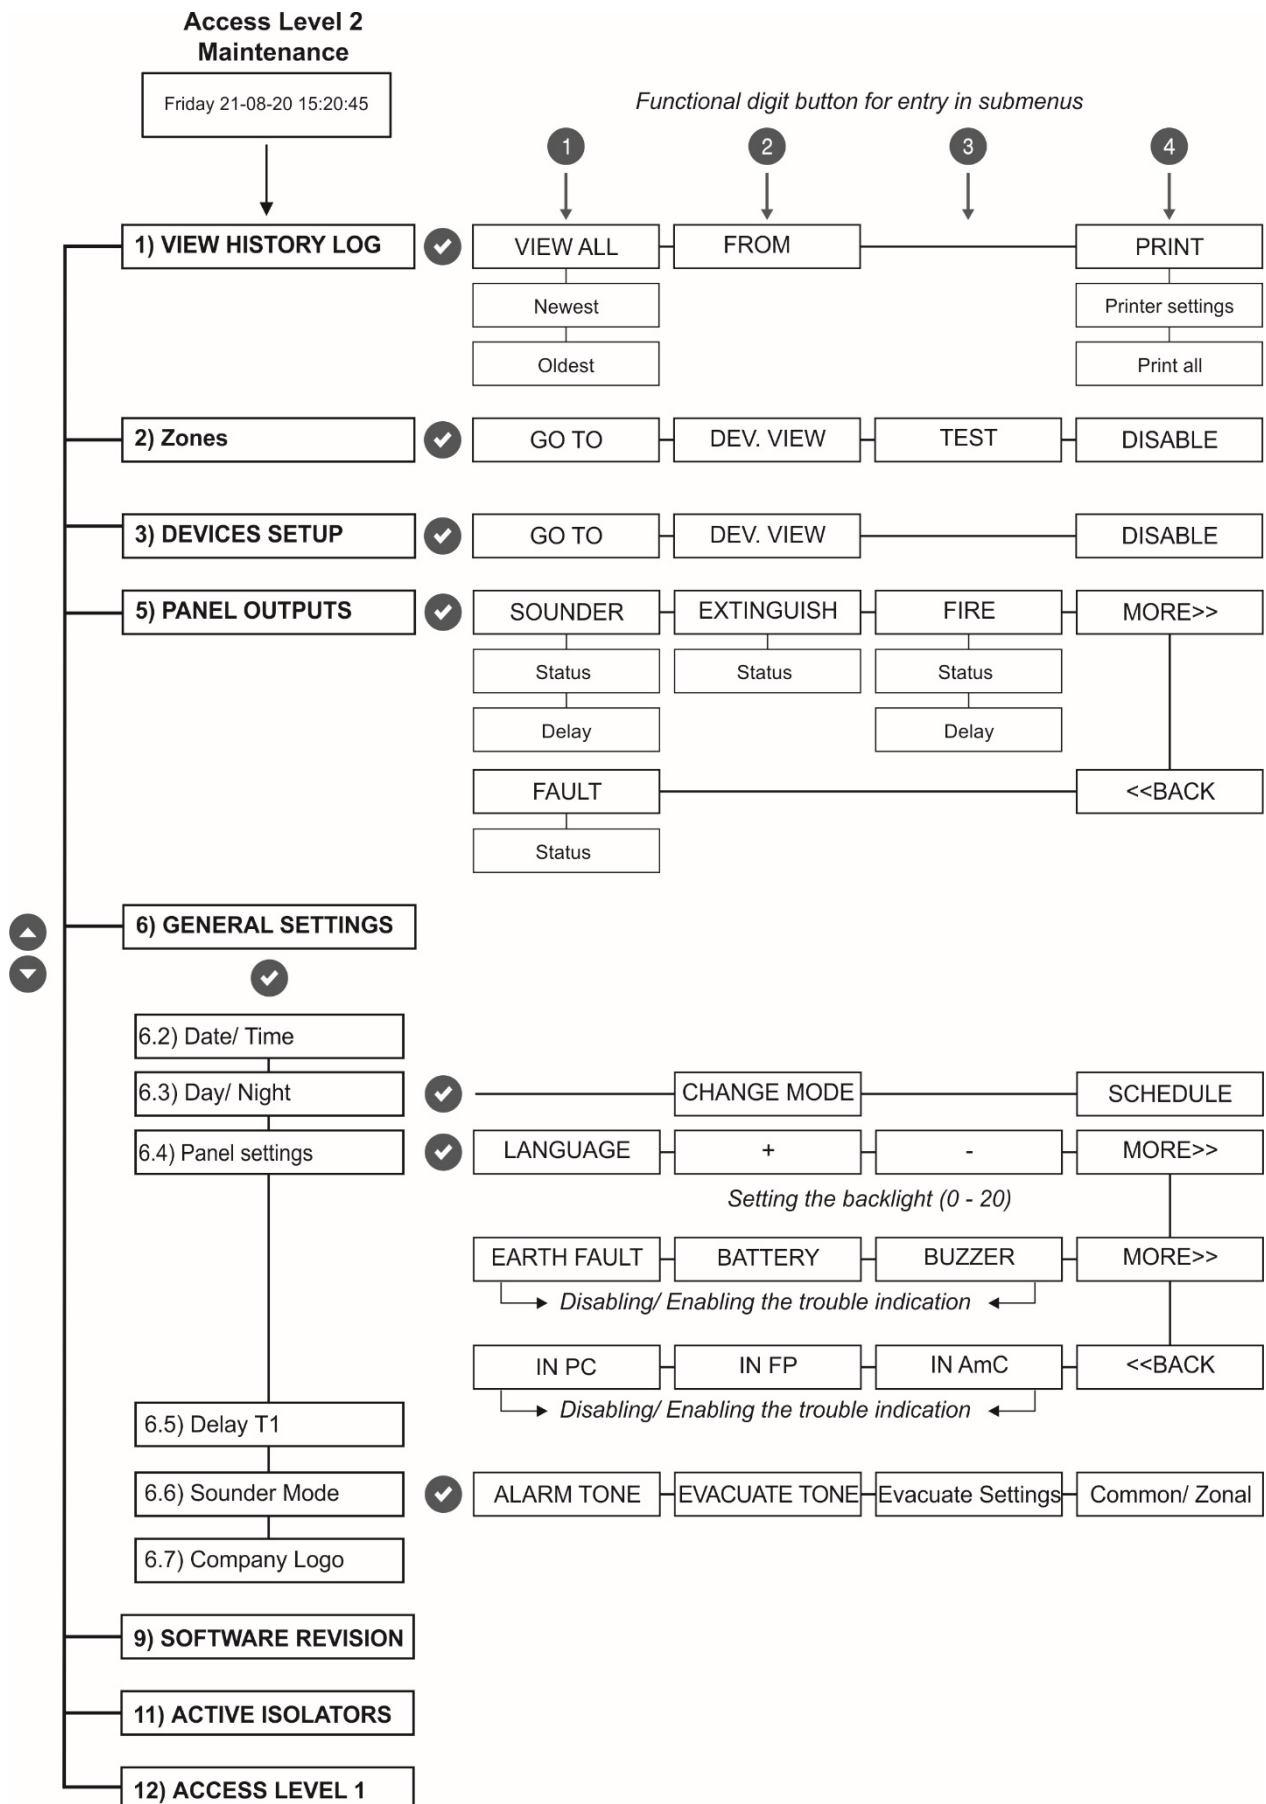 Access Level 2
Maintenance
Friday 21-08-20 15:20:45
Functional digit button for entry in submenus
1 2 3 4
1) VIEW HISTORY LOG VIEW ALL FROM PRINT
Newest Printer settings
Oldest Print all
2) Zones GO TO DEV. VIEW TEST DISABLE
3) DEVICES SETUP GO TO DEV. VIEW DISABLE
5) PANEL OUTPUTS SOUNDER EXTINGUISH FIRE MORE>>
Status Status Status
Delay Delay
FAULT <<BACK
Status
6) GENERAL SETTINGS
6.2) Date/ Time
6.3) Day/ Night CHANGE MODE SCHEDULE
6.4) Panel settings LANGUAGE + - MORE>>
Setting the backlight (0 - 20)
EARTH FAULT BATTERY BUZZER MORE>>
Disabling/ Enabling the trouble indication
IN PC IN FP IN AmC <<BACK
Disabling/ Enabling the trouble indication
6.5) Delay T1
6.6) Sounder Mode ALARM TONE EVACUATE TONE Evacuate Settings Common/ Zonal
6.7) Company Logo
9) SOFTWARE REVISION
11) ACTIVE ISOLATORS
12) ACCESS LEVEL 1